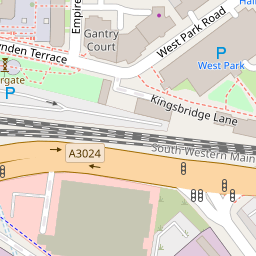 Empire
Gantry
Court
West Park Road
nden Terrace
P
West Park
rgate
P
Kingsbridge Lane
A3024
South Western Main